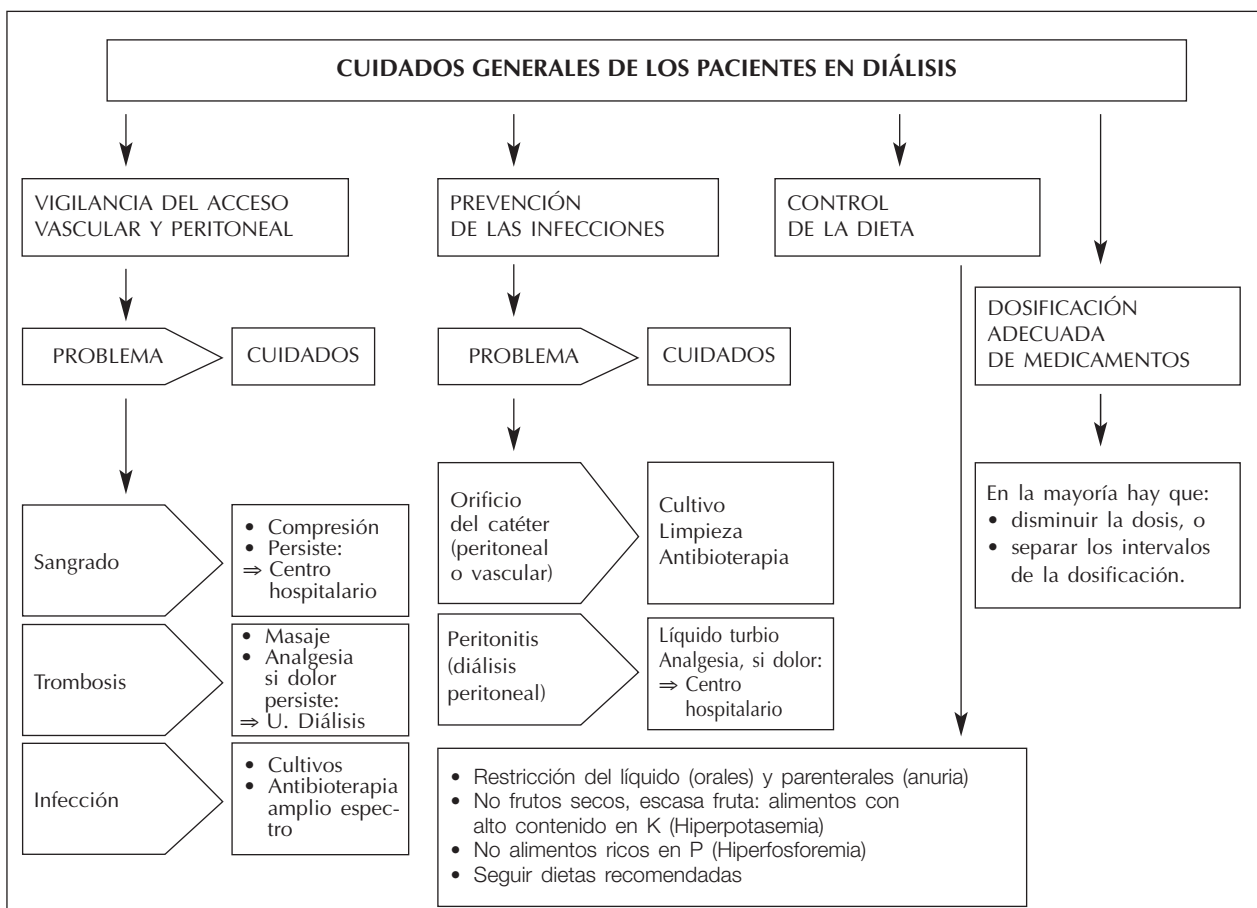 CUIDADOS GENERALES DE LOS PACIENTES EN DIÁLISIS
VIGILANCIA DEL ACCESO
VASCULAR Y PERITONEAL
PROBLEMA
CUIDADOS
Sangrado
• Compresión
• Persiste:
⇒ Centro
hospitalario
Trombosis
• Masaje
• Analgesia
si dolor
persiste:
⇒ U. Diálisis
Infección
• Cultivos
• Antibioterapia
amplio espec-
tro
PREVENCIÓN
DE LAS INFECCIONES
PROBLEMA
CUIDADOS
Orificio
del catéter
(peritoneal
o vascular)
Cultivo
Limpieza
Antibioterapia
Peritonitis
(diálisis
peritoneal)
Líquido turbio
Analgesia, si dolor:
⇒ Centro
hospitalario
CONTROL
DE LA DIETA
• Restricción del líquido (orales) y parenterales (anuria)
• No frutos secos, escasa fruta: alimentos con
alto contenido en K (Hiperpotasemia)
• No alimentos ricos en P (Hiperfosforemia)
• Seguir dietas recomendadas
DOSIFICACIÓN
ADECUADA
DE MEDICAMENTOS
En la mayoría hay que:
• disminuir la dosis, o
• separar los intervalos
de la dosificación.